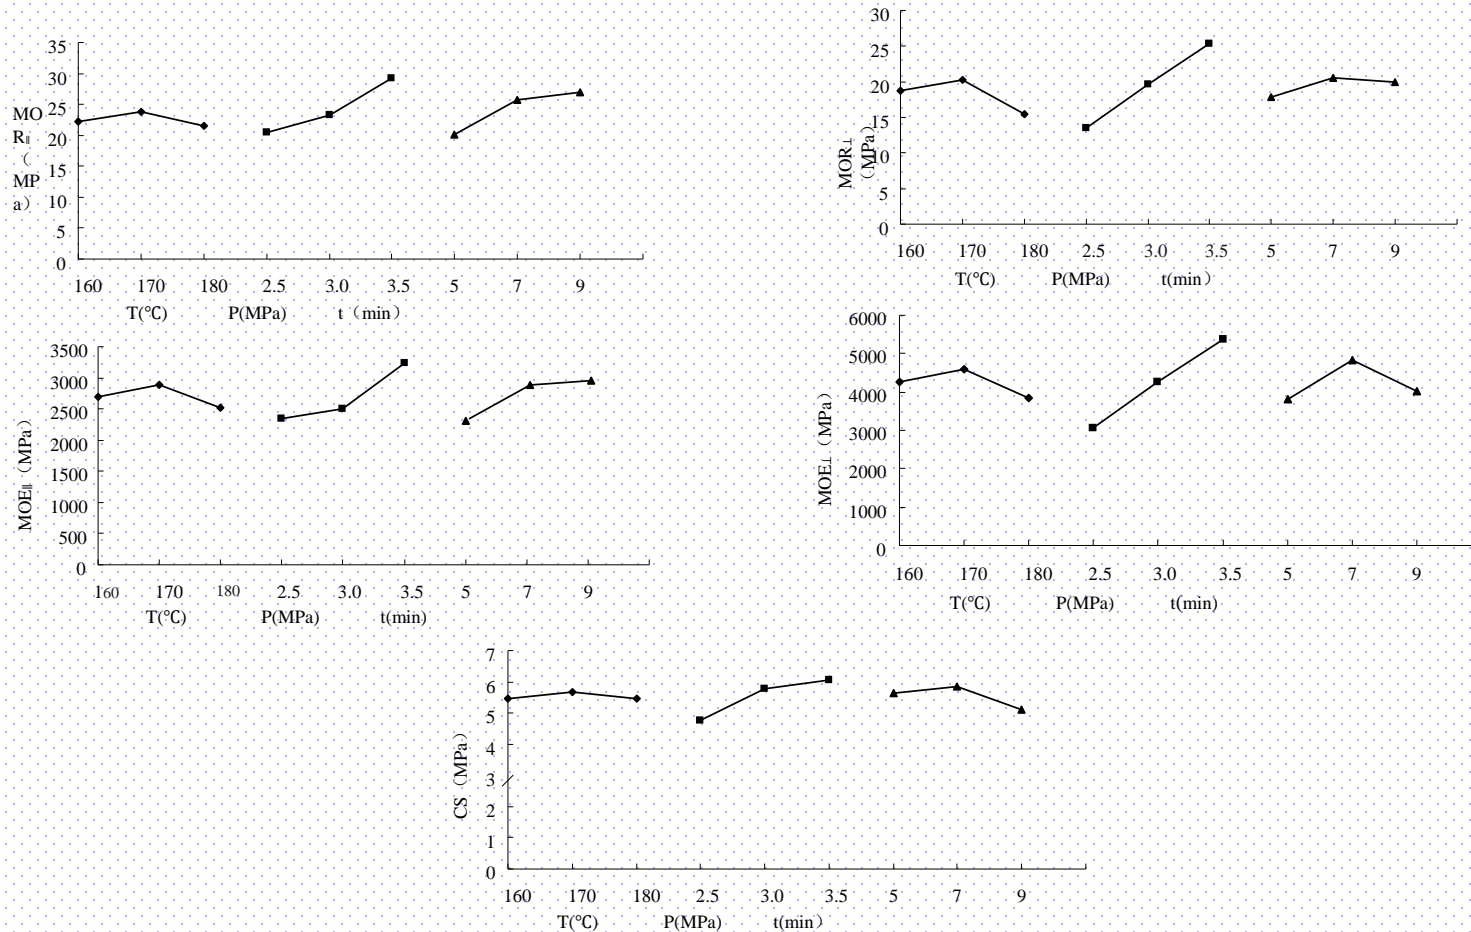 35
30
25
20
15
10
5
0
MO
R∥
（
MP
a）
160 170 180 2.5 3.0 3.5 5 7 9
T(℃) P(MPa) t（min）
30
25
20
15
10
5
0
MOR⊥
（MPa）
160 170 180 2.5 3.0 3.5 5 7 9
T(℃) P(MPa) t(min）
3500
3000
2500
2000
1500
1000
500
0
MOE∥（MPa）
160 170 180 2.5 3.0 3.5 5 7 9
T(℃) P(MPa) t(min)
6000
5000
4000
3000
2000
1000
0
MOE⊥（MPa）
160 170 180 2.5 3.0 3.5 5 7 9
T(℃) P(MPa) t(min)
7
6
5
4
3
2
1
0
CS（MPa）
160 170 180 2.5 3.0 3.5 5 7 9
T(℃) P(MPa) t(min）